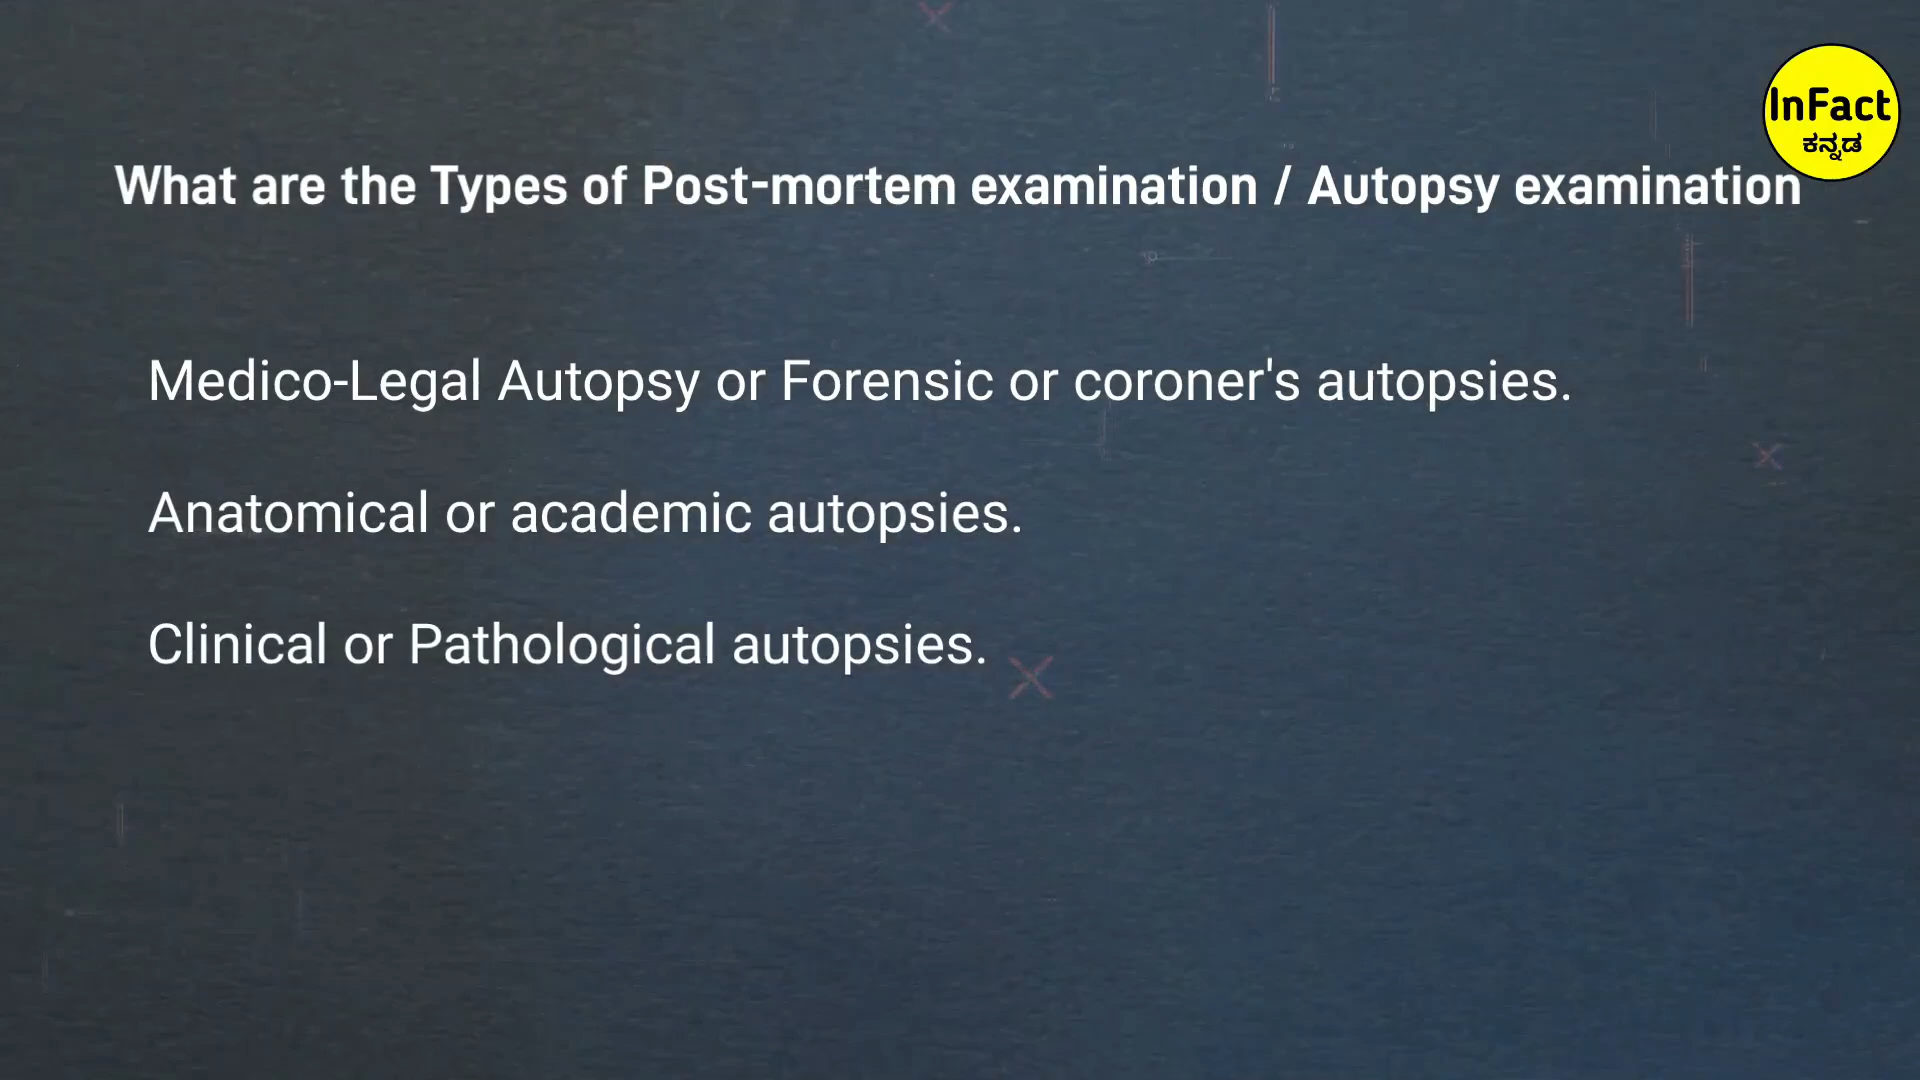 InFact
ಕನ್ನಡ
What are the Types of Post-mortem examination / Autopsy examination
Medico-Legal Autopsy or Forensic or coroner's autopsies.
Anatomical or academic autopsies.
Clinical or Pathological autopsies.